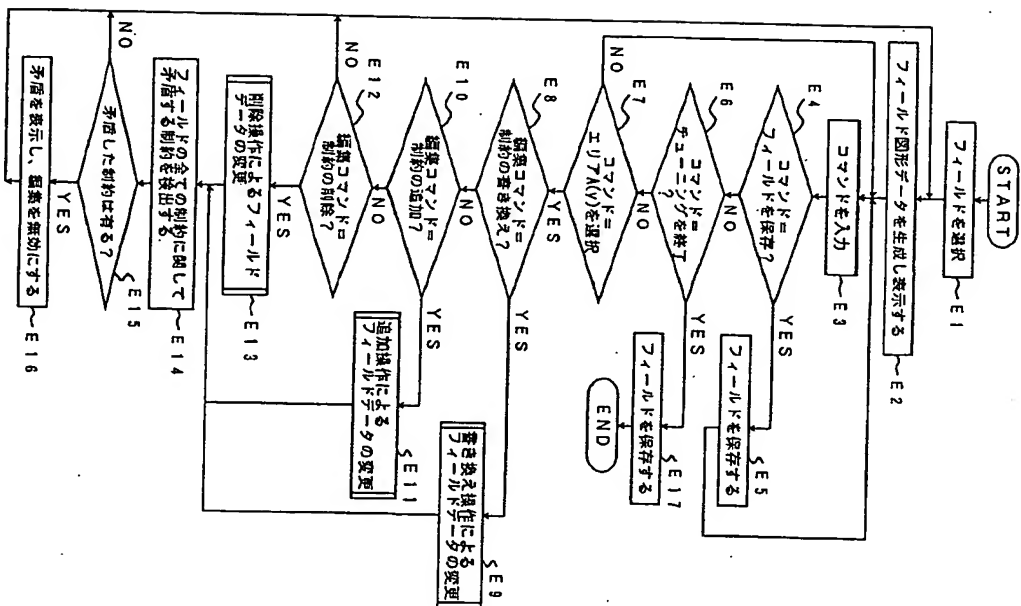 START
フィールドを選択
E1
フィールド図形データを生成し表示する
E2
コマンドを入力
E3
E4
コマンド=
フィールドを保存?
YES
フィールドを保存する
E5
NO
E6
コマンド=
チューニングを終了
?
YES
フィールドを保存する
E17
END
NO
E7
コマンド=
エリアA(v)を選択
NO
YES
E8
編集コマンド=
制約の書き換え?
YES
書き換え操作による
フィールドデータの変更
E9
NO
E10
編集コマンド=
制約の追加?
YES
追加操作による
フィールドデータの変更
E11
NO
E12
編集コマンド=
制約の削除?
NO
YES
削除操作によるフィールド
データの変更
E13
フィールドの全ての制約に関して
矛盾する制約を検出する.
E14
矛盾した制約は有る?
E15
NO
YES
矛盾を表示し、編集を無効にする
E16